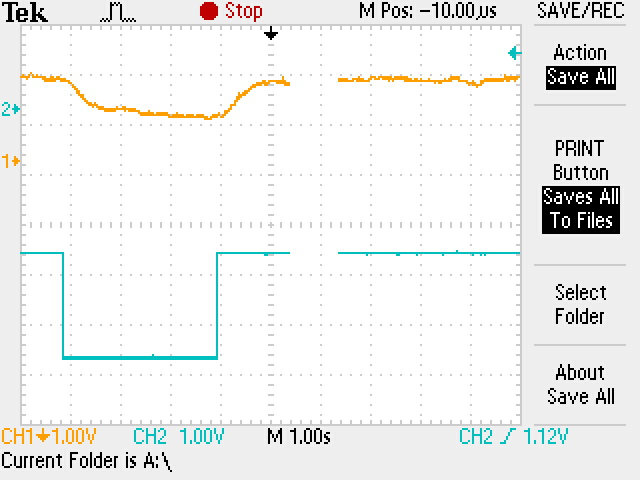 Tek Stop M Pos: -10.00µs SAVE/REC
Action
Save All
PRINT
Button
Saves All
To Files
Select
Folder
About
Save All
2
1
CH1 1.00V CH2 1.00V M 1.00s CH2 1.12V
Current Folder is A:\